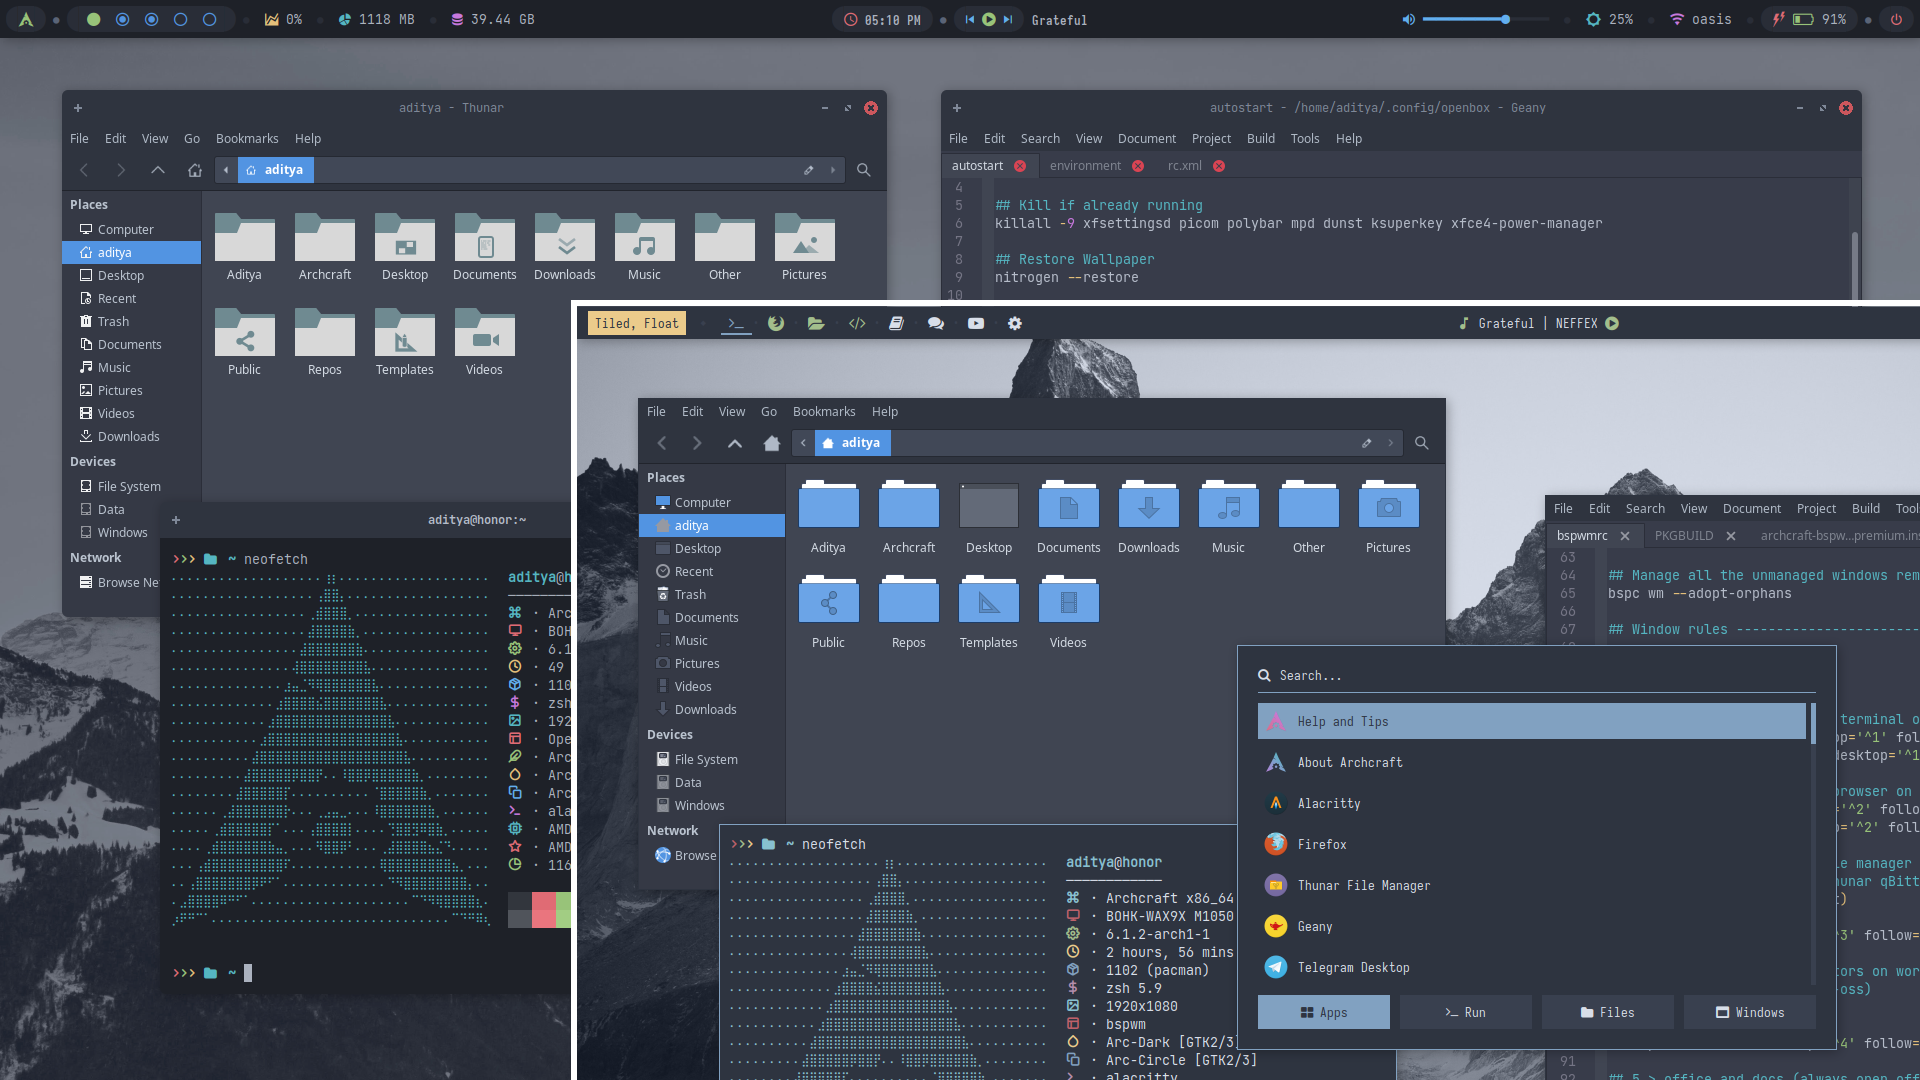 0%
1118 MB
39.44 GB
05:10 PM
Grateful
25%
oasis
91%
aditya - Thunar
File Edit View Go Bookmarks Help
aditya
Places
Computer
aditya
Desktop
Recent
Trash
Documents
Music
Pictures
Videos
Downloads
Devices
File System
Data
Windows
Network
Browse Ne
Aditya Archcraft Desktop Documents Downloads Music Other Pictures
Public Repos Templates Videos
autostart - /home/aditya/.config/openbox - Geany
File Edit Search View Document Project Build Tools Help
autostart environment rc.xml
4
5 ## Kill if already running
6 killall -9 xfsettingsd picom polybar mpd dunst ksuperkey xfce4-power-manager
7
8 ## Restore Wallpaper
9 nitrogen --restore
10
aditya@honor:~
>>> ~ neofetch
aditya@h
· Arc
· BOH
· 6.1
· 49
· 110
· zsh
· 192
· Ope
· Arc
· Arc
· Arc
· ala
· AMD
· AMD
· 116
>>> ~
Tiled, Float
Grateful | NEFFEX
File Edit View Go Bookmarks Help
aditya
Places
Computer
aditya
Desktop
Recent
Trash
Documents
Music
Pictures
Videos
Downloads
Devices
File System
Data
Windows
Network
Browse
Aditya Archcraft Desktop Documents Downloads Music Other Pictures
Public Repos Templates Videos
>>> ~ neofetch
aditya@honor
· Archcraft x86_64
· BOHK-WAX9X M1050
· 6.1.2-arch1-1
· 2 hours, 56 mins
· 1102 (pacman)
· zsh 5.9
· 1920x1080
· bspwm
· Arc-Dark [GTK2/3]
· Arc-Circle [GTK2/3]
· alacritty
File Edit Search View Document Project Build Tools
bspwmrc PKGBUILD archcraft-bspw...premium.ins
63
64 ## Manage all the unmanaged windows rem
65 bspc wm --adopt-orphans
66
67 ## Window rules -----------------------
terminal o
p='^1' foll
desktop='^1
browser on
='^2' follo
='^2' foll
le manager
hunar qBitt
t)
'^3' follow=
tors on wor
-oss)
'^4' follow=
91
92 ## 5 > office and docs (always open off
Search...
Help and Tips
About Archcraft
Alacritty
Firefox
Thunar File Manager
Geany
Telegram Desktop
Apps Run Files Windows